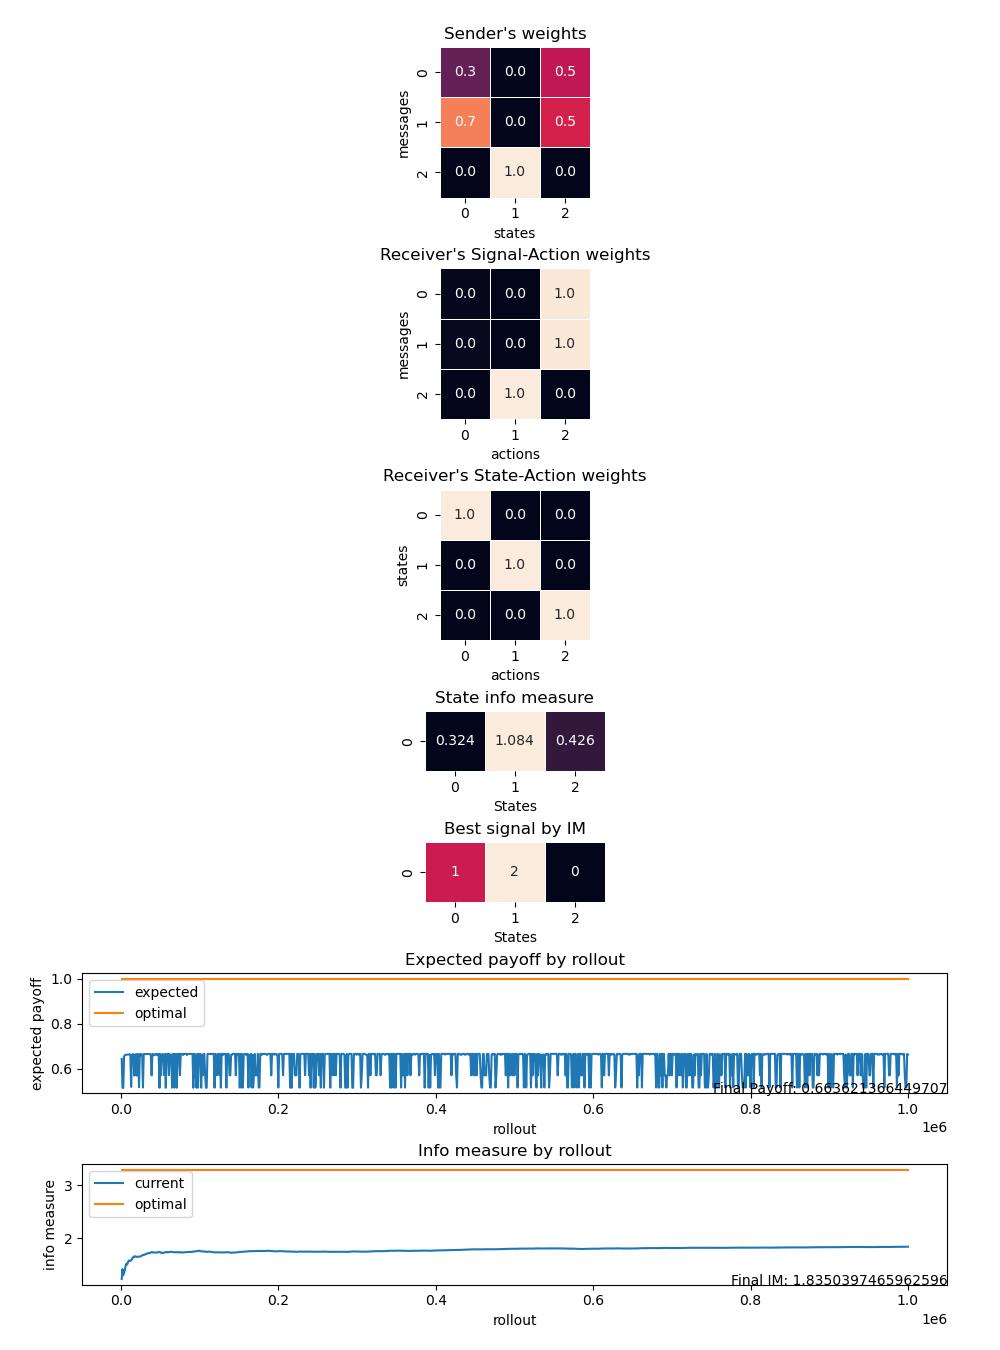 Sender's weights
0 0.3 0.0 0.5
messages
1 0.7 0.0 0.5
2 0.0 1.0 0.0
0 1 2
states
Receiver's Signal-Action weights
0 0.0 0.0 1.0
messages
1 0.0 0.0 1.0
2 0.0 1.0 0.0
0 1 2
actions
Receiver's State-Action weights
0 1.0 0.0 0.0
states
1 0.0 1.0 0.0
2 0.0 0.0 1.0
0 1 2
actions
State info measure
0 0.324 1.084 0.426
0 1 2
States
Best signal by IM
0 1 2 0
0 1 2
States
Expected payoff by rollout
expected payoff
1.0
0.8
0.6
expected
optimal
Final Payoff: 0.663621366449707
0.0 0.2 0.4 0.6 0.8 1.0
1e6
rollout
Info measure by rollout
info measure
3
2
current
optimal
Final IM: 1.8350397465962596
0.0 0.2 0.4 0.6 0.8 1.0
1e6
rollout